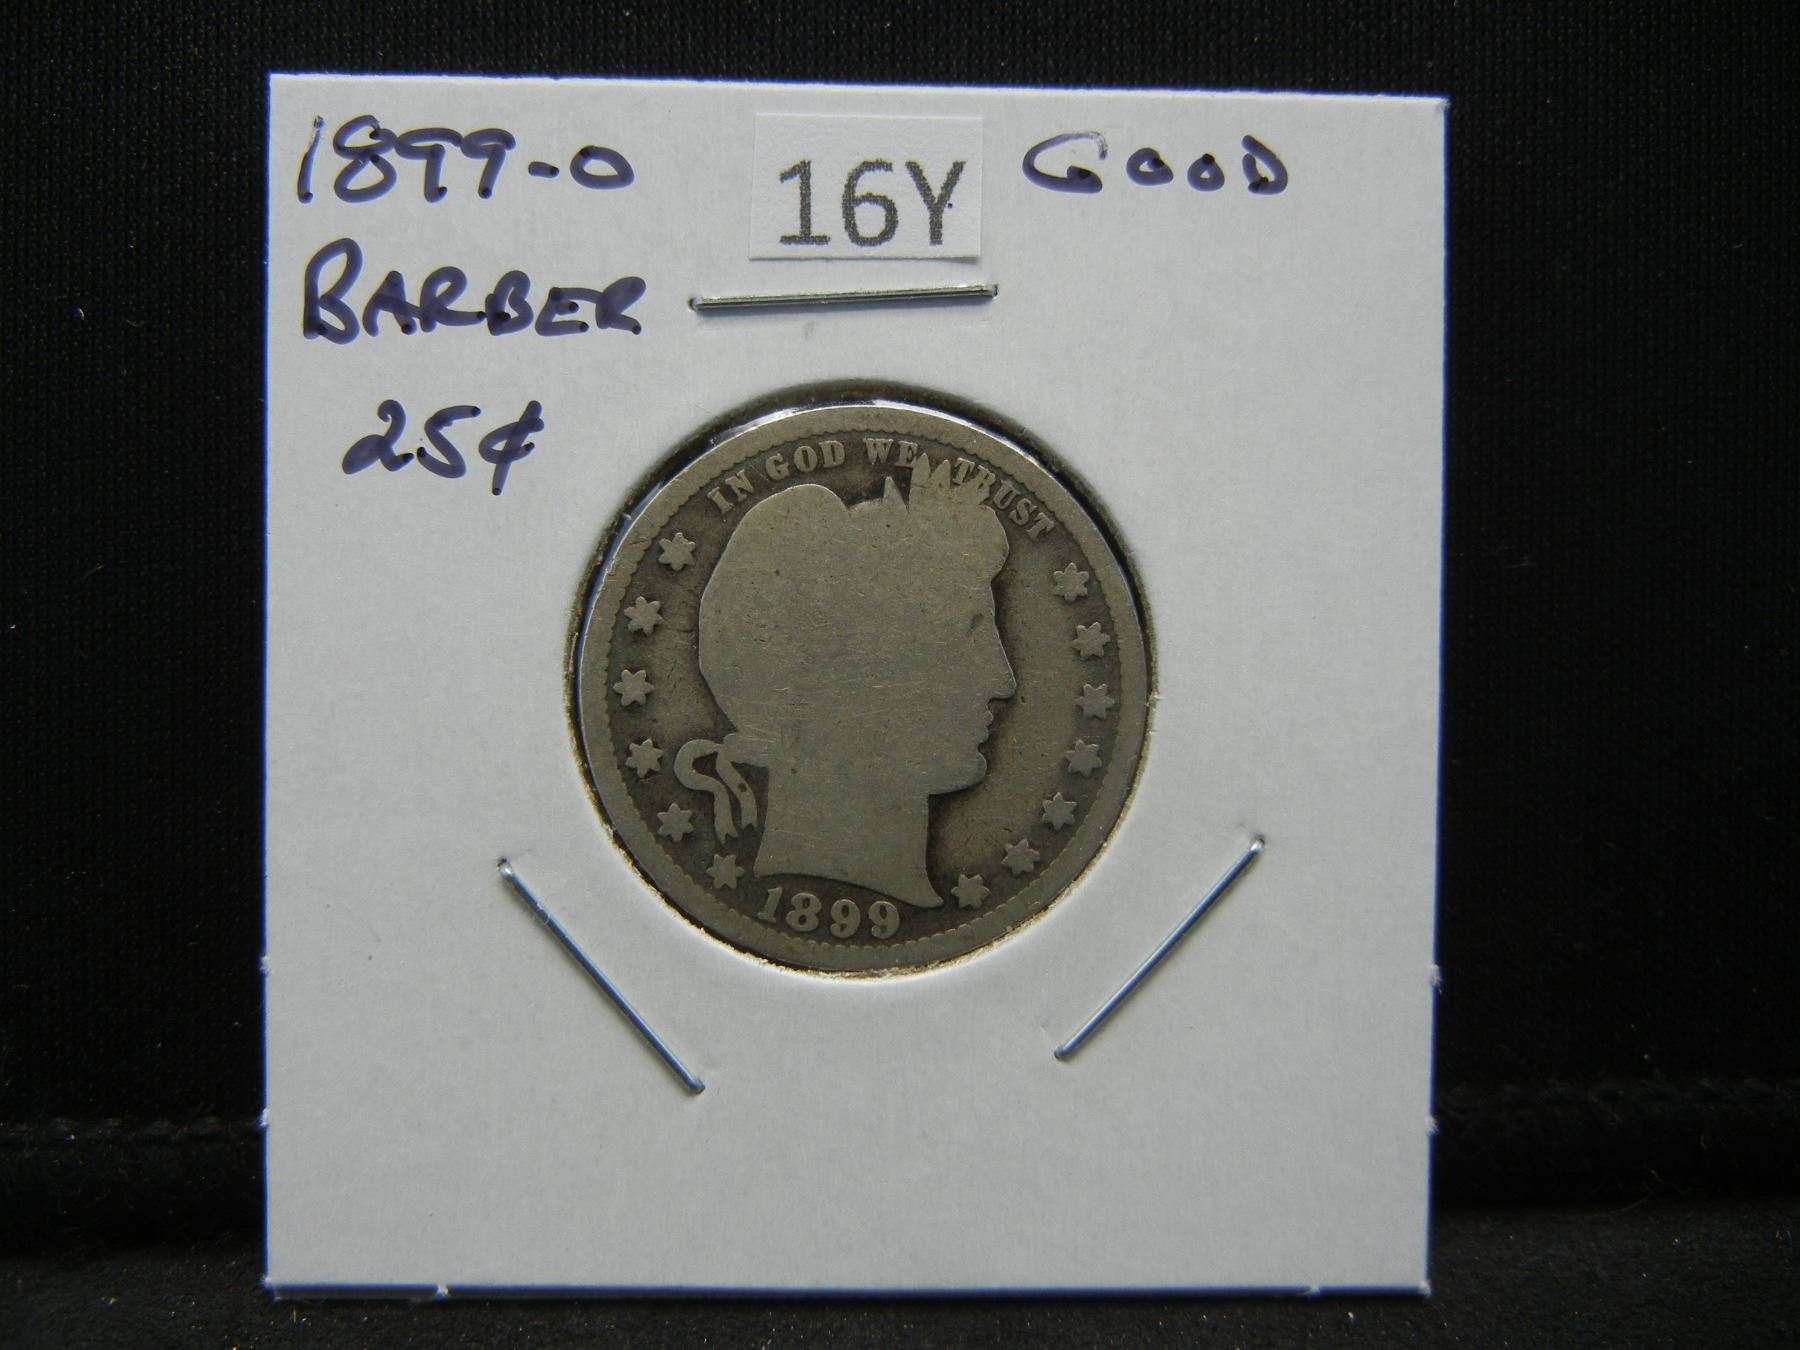 1899-O
BARBER
25¢
16Y
GOOD
IN GOD WE TRUST
1899